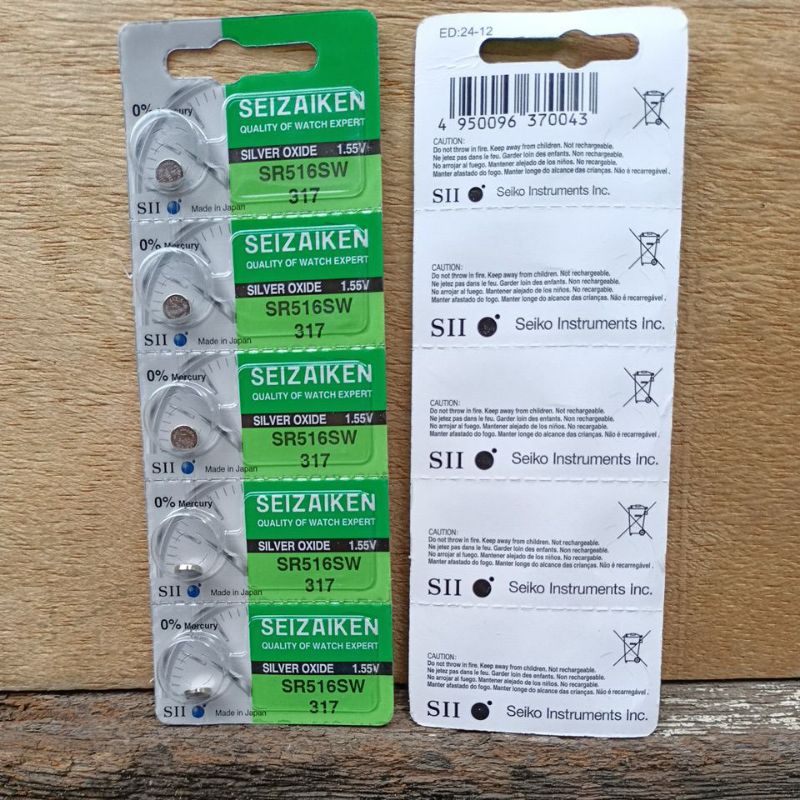 0% Mercury
SEIZAIKEN
QUALITY OF WATCH EXPERT
SILVER OXIDE 1.55V
SR516SW
317
SII Made in Japan
0% Mercury
SEIZAIKEN
QUALITY OF WATCH EXPERT
SILVER OXIDE 1.55V
SR516SW
317
SII Made in Japan
0% Mercury
SEIZAIKEN
QUALITY OF WATCH EXPERT
SILVER OXIDE 1.55V
SR516SW
317
SII Made in Japan
0% Mercury
SEIZAIKEN
QUALITY OF WATCH EXPERT
SILVER OXIDE 1.55V
SR516SW
317
SII Made in Japan
0% Mercury
SEIZAIKEN
QUALITY OF WATCH EXPERT
SILVER OXIDE 1.55V
SR516SW
317
SII Made in Japan
ED:24-12
4 950096 370043
CAUTION:
Do not throw in fire. Keep away from children. Not rechargeable.
Ne jetez pas dans le feu. Garder loin des enfants. Non rechargeable.
No arrojar al fuego. Mantener alejado de los niños. No recargable.
Manter afastado do fogo. Manter longe do alcance das crianças. Não é recarregável.
SII Seiko Instruments Inc.
CAUTION:
Do not throw in fire. Keep away from children. Not rechargeable.
Ne jetez pas dans le feu. Garder loin des enfants. Non rechargeable.
No arrojar al fuego. Mantener alejado de los niños. No recargable.
Manter afastado do fogo. Manter longe do alcance das crianças. Não é recarregável.
SII Seiko Instruments Inc.
CAUTION:
Do not throw in fire. Keep away from children. Not rechargeable.
Ne jetez pas dans le feu. Garder loin des enfants. Non rechargeable.
No arrojar al fuego. Mantener alejado de los niños. No recargable.
Manter afastado do fogo. Manter longe do alcance das crianças. Não é recarregável.
SII Seiko Instruments Inc.
CAUTION:
Do not throw in fire. Keep away from children. Not rechargeable.
Ne jetez pas dans le feu. Garder loin des enfants. Non rechargeable.
No arrojar al fuego. Mantener alejado de los niños. No recargable.
Manter afastado do fogo. Manter longe do alcance das crianças. Não é recarregável.
SII Seiko Instruments Inc.
CAUTION:
Do not throw in fire. Keep away from children. Not rechargeable.
Ne jetez pas dans le feu. Garder loin des enfants. Non rechargeable.
No arrojar al fuego. Mantener alejado de los niños. No recargable.
Manter afastado do fogo. Manter longe do alcance das crianças. Não é recarregável.
SII Seiko Instruments Inc.